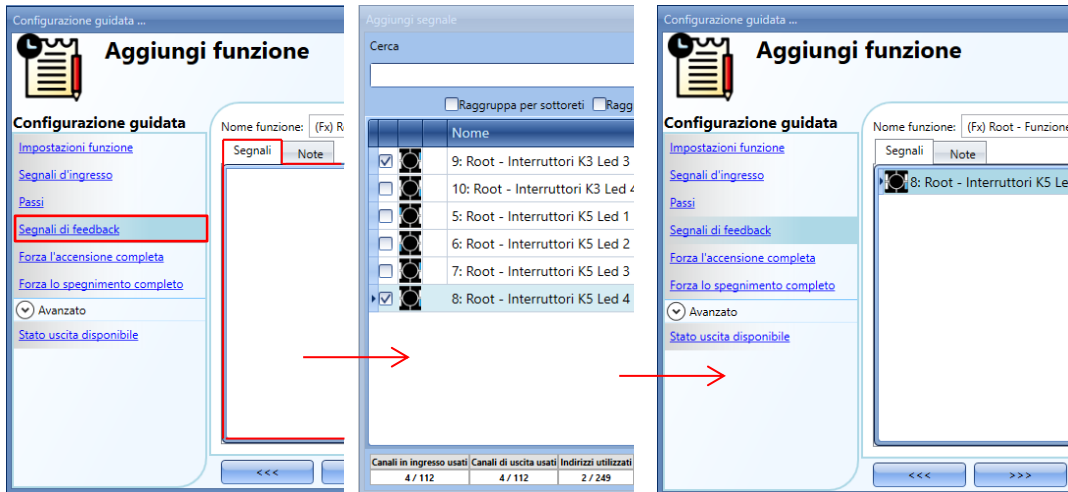 Configurazione guidata ...
Aggiungi funzione
Configurazione guidata
Impostazioni funzione
Segnali d'ingresso
Passi
Segnali di feedback
Forza l'accensione completa
Forza lo spegnimento completo
Avanzato
Stato uscita disponibile
Nome funzione: (Fx) R
Segnali Note
<<<
Aggiungi segnale
Cerca
Raggruppa per sottoreti Ragg
Nome
9: Root - Interruttori K3 Led 3
10: Root - Interruttori K3 Led 4
5: Root - Interruttori K5 Led 1
6: Root - Interruttori K5 Led 2
7: Root - Interruttori K5 Led 3
8: Root - Interruttori K5 Led 4
Canali in ingresso usati Canali di uscita usati Indirizzi utilizzati
4 / 112 4 / 112 2 / 249
Configurazione guidata ...
Aggiungi funzione
Configurazione guidata
Impostazioni funzione
Segnali d'ingresso
Passi
Segnali di feedback
Forza l'accensione completa
Forza lo spegnimento completo
Avanzato
Stato uscita disponibile
Nome funzione: (Fx) Root - Funzione
Segnali Note
8: Root - Interruttori K5 Le
<<< >>>